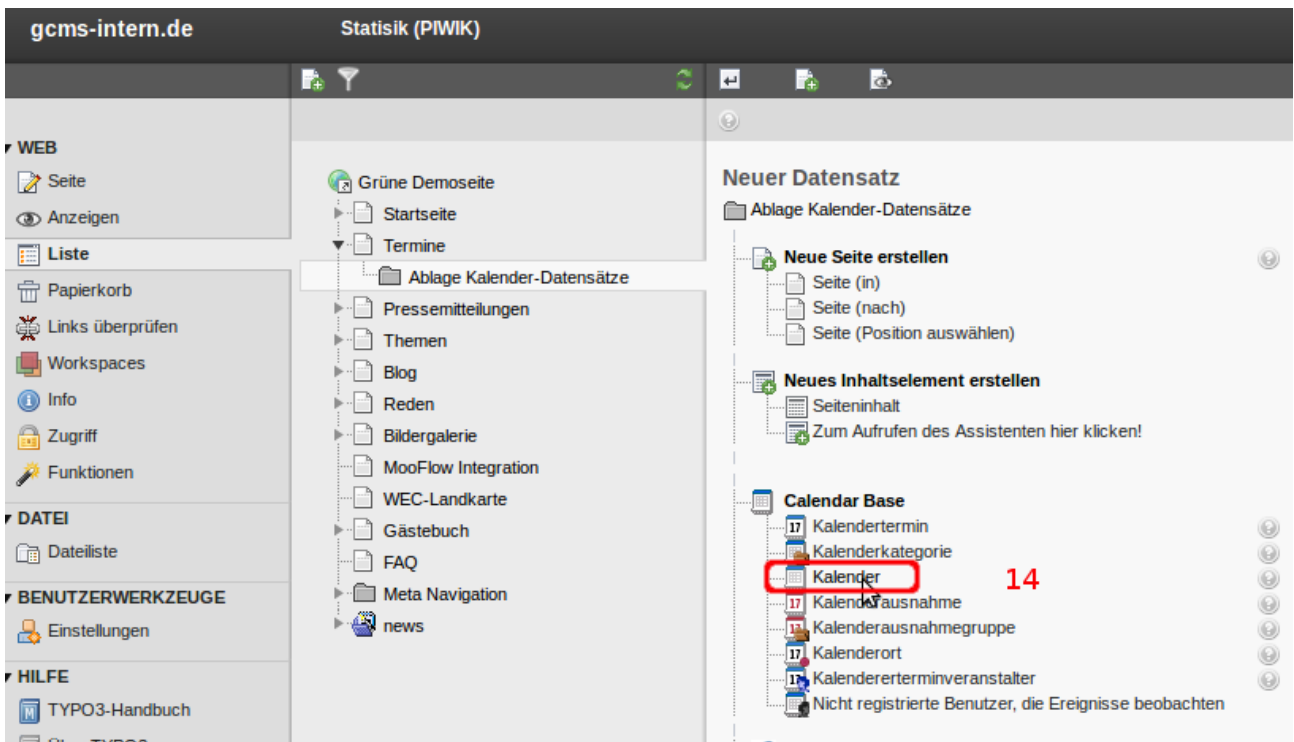 gcms-intern.de
Statisik (PIWIK)
WEB
Seite
Anzeigen
Liste
Papierkorb
Links überprüfen
Workspaces
Info
Zugriff
Funktionen
DATEI
Dateiliste
BENUTZERWERKZEUGE
Einstellungen
HILFE
TYPO3-Handbuch
Grüne Demoseite
Startseite
Termine
Ablage Kalender-Datensätze
Pressemitteilungen
Themen
Blog
Reden
Bildergalerie
MooFlow Integration
WEC-Landkarte
Gästebuch
FAQ
Meta Navigation
news
Neuer Datensatz
Ablage Kalender-Datensätze
Neue Seite erstellen
Seite (in)
Seite (nach)
Seite (Position auswählen)
Neues Inhaltselement erstellen
Seiteninhalt
Zum Aufrufen des Assistenten hier klicken!
Calendar Base
Kalendertermin
Kalenderkategorie
Kalender 14
Kalenderausnahme
Kalenderausnahmegruppe
Kalenderort
Kalendererterminveranstalter
Nicht registrierte Benutzer, die Ereignisse beobachten